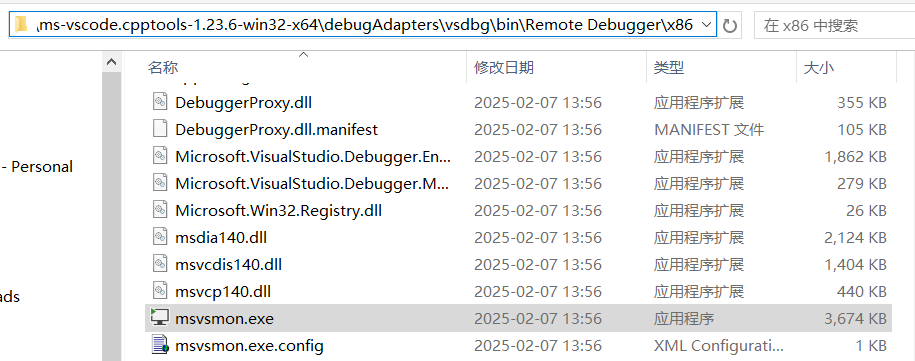 .ms-vscode.cpptools-1.23.6-win32-x64\debugAdapters\vsdbg\bin\Remote Debugger\x86 在 x86 中搜索
名称 修改日期 类型 大小
DebuggerProxy.dll 2025-02-07 13:56 应用程序扩展 355 KB
DebuggerProxy.dll.manifest 2025-02-07 13:56 MANIFEST 文件 105 KB
- Personal Microsoft.VisualStudio.Debugger.En... 2025-02-07 13:56 应用程序扩展 1,862 KB
Microsoft.VisualStudio.Debugger.M... 2025-02-07 13:56 应用程序扩展 279 KB
Microsoft.Win32.Registry.dll 2025-02-07 13:56 应用程序扩展 26 KB
msdia140.dll 2025-02-07 13:56 应用程序扩展 2,124 KB
msvcdis140.dll 2025-02-07 13:56 应用程序扩展 1,404 KB
ads msvcp140.dll 2025-02-07 13:56 应用程序扩展 440 KB
msvsmon.exe 2025-02-07 13:56 应用程序 3,674 KB
msvsmon.exe.config 2025-02-07 13:56 XML Configurati... 1 KB